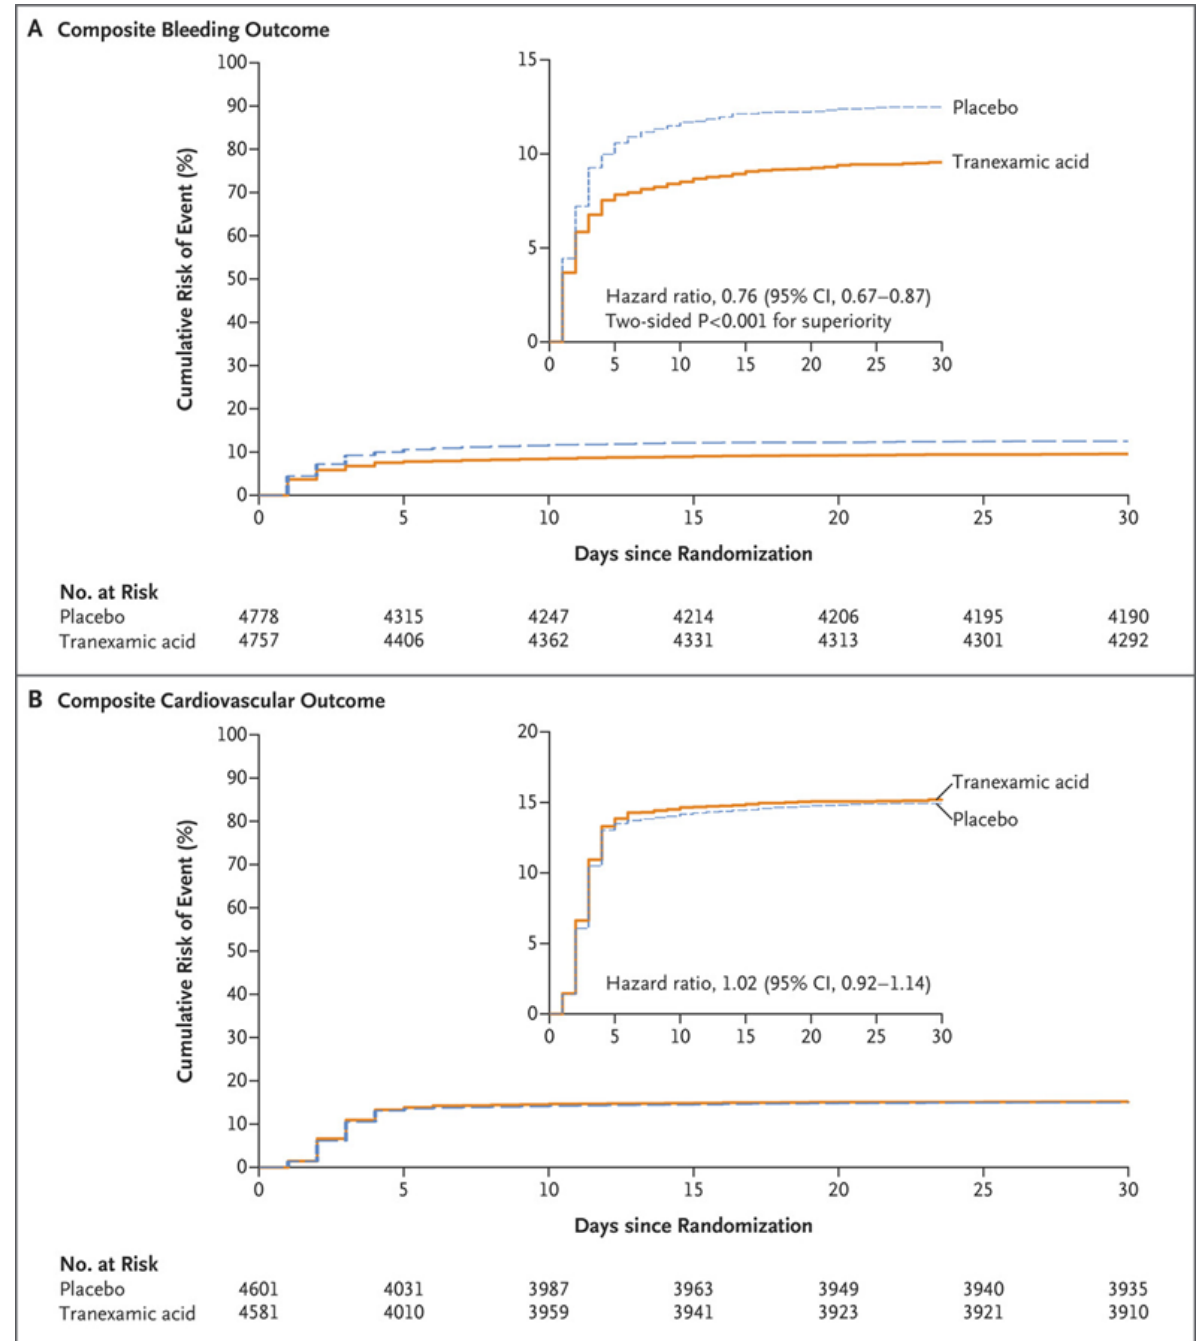 A Composite Bleeding Outcome
100
90
80
70
60
50
40
30
20
10
0
Cumulative Risk of Event (%)
0 5 10 15 20 25 30
Days since Randomization
15
10
5
0
0 5 10 15 20 25 30
Placebo
Tranexamic acid
Hazard ratio, 0.76 (95% CI, 0.67–0.87)
Two-sided P<0.001 for superiority
No. at Risk
Placebo 4778 4315 4247 4214 4206 4195 4190
Tranexamic acid 4757 4406 4362 4331 4313 4301 4292
B Composite Cardiovascular Outcome
100
90
80
70
60
50
40
30
20
10
0
Cumulative Risk of Event (%)
0 5 10 15 20 25 30
Days since Randomization
20
15
10
5
0
0 5 10 15 20 25 30
Tranexamic acid
Placebo
Hazard ratio, 1.02 (95% CI, 0.92–1.14)
No. at Risk
Placebo 4601 4031 3987 3963 3949 3940 3935
Tranexamic acid 4581 4010 3959 3941 3923 3921 3910